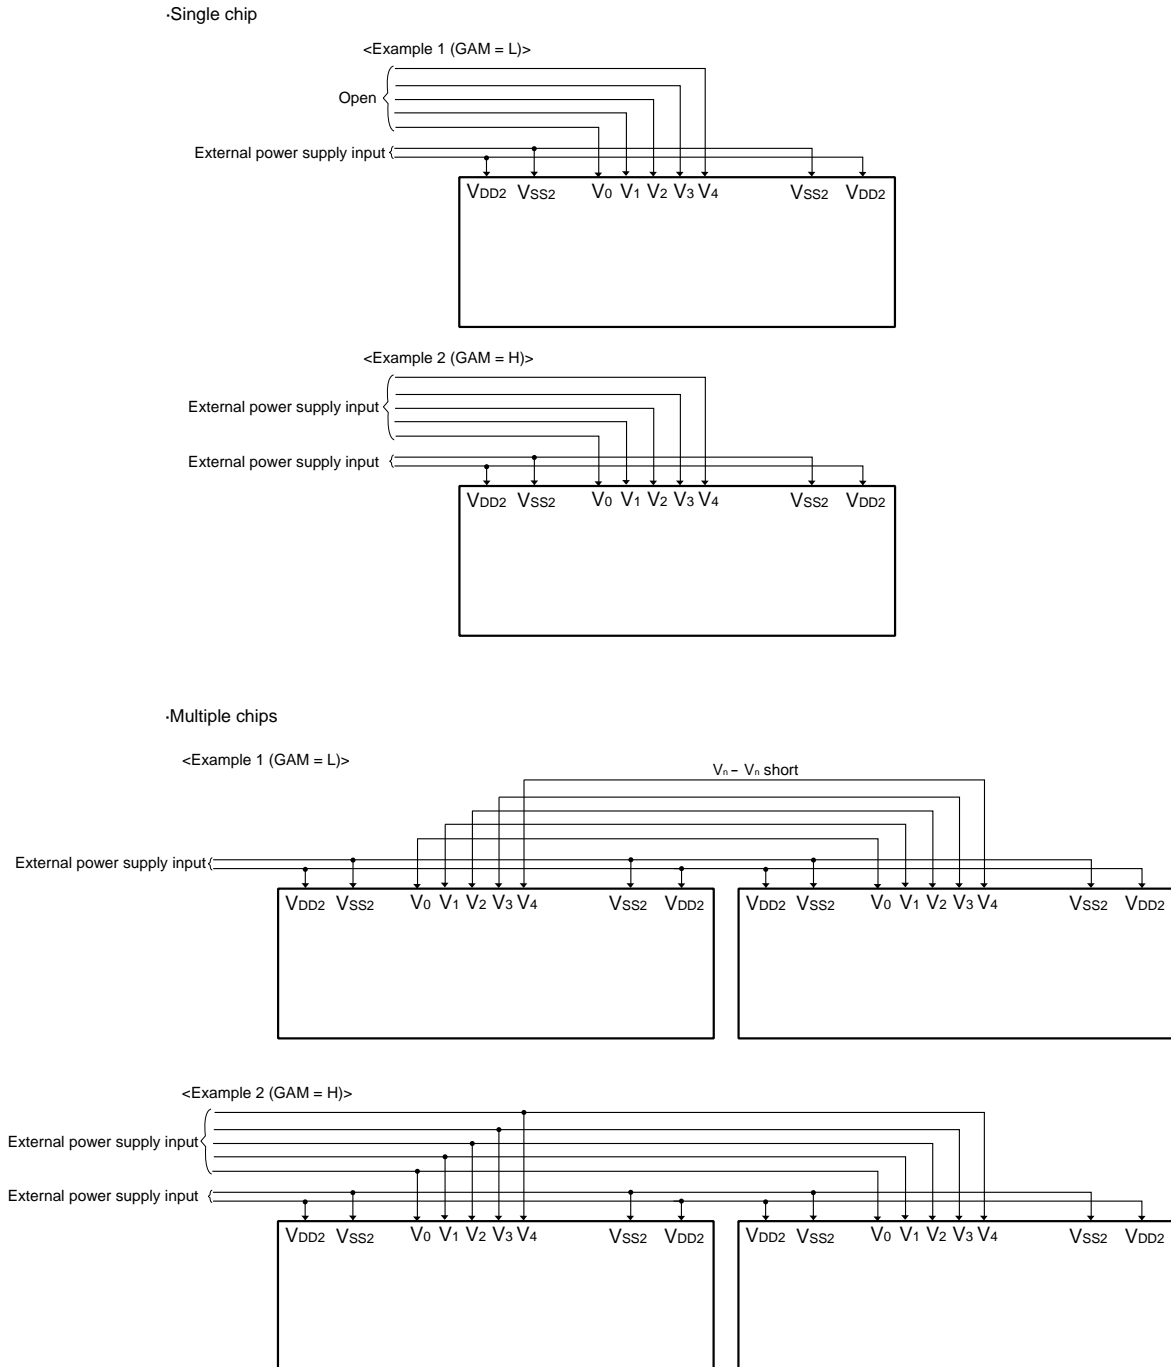 ·Single chip
<Example 1 (GAM = L)>
Open
External power supply input
VDD2 VSS2 V0 V1 V2 V3 V4 VSS2 VDD2
<Example 2 (GAM = H)>
External power supply input
External power supply input
VDD2 VSS2 V0 V1 V2 V3 V4 VSS2 VDD2
·Multiple chips
<Example 1 (GAM = L)>
Vn – Vn short
External power supply input
VDD2 VSS2 V0 V1 V2 V3 V4 VSS2 VDD2 VDD2 VSS2 V0 V1 V2 V3 V4 VSS2 VDD2
<Example 2 (GAM = H)>
External power supply input
External power supply input
VDD2 VSS2 V0 V1 V2 V3 V4 VSS2 VDD2 VDD2 VSS2 V0 V1 V2 V3 V4 VSS2 VDD2